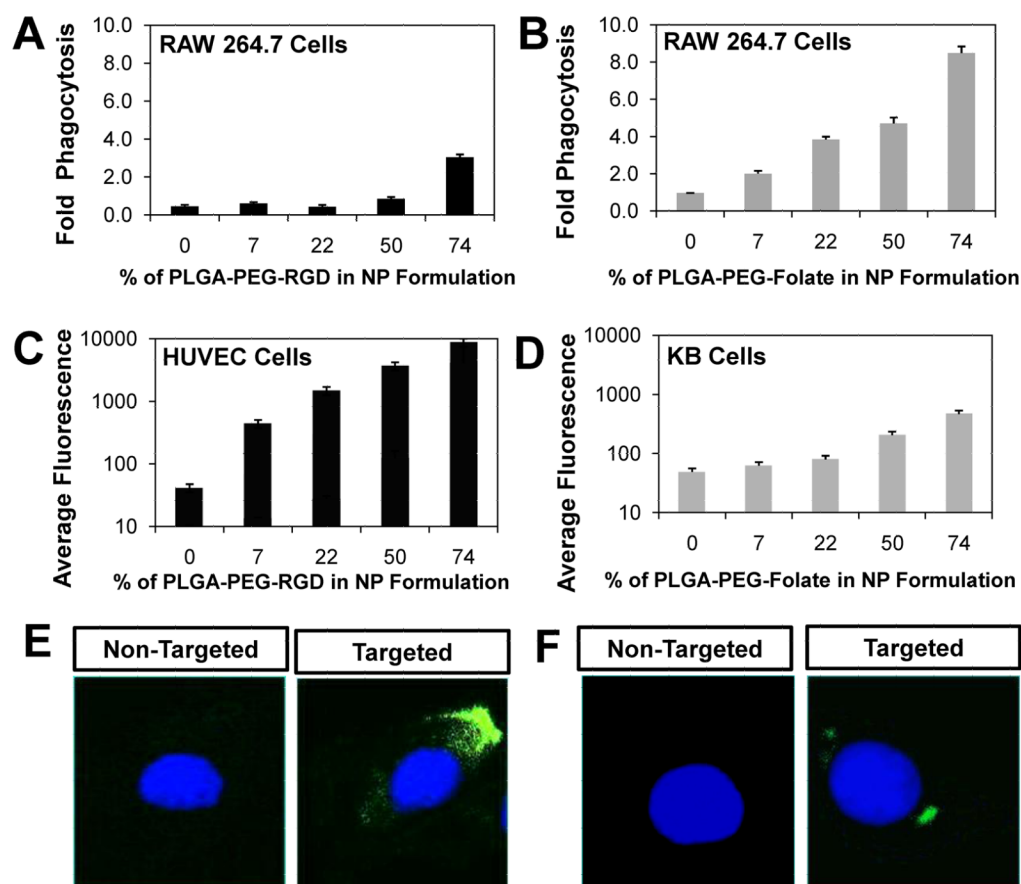 A
RAW 264.7 Cells
Fold Phagocytosis
10.0
8.0
6.0
4.0
2.0
0.0
0 7 22 50 74
% of PLGA-PEG-RGD in NP Formulation
B
RAW 264.7 Cells
Fold Phagocytosis
10.0
8.0
6.0
4.0
2.0
0.0
0 7 22 50 74
% of PLGA-PEG-Folate in NP Formulation
C
HUVEC Cells
Average Fluorescence
10000
1000
100
10
0 7 22 50 74
% of PLGA-PEG-RGD in NP Formulation
D
KB Cells
Average Fluorescence
10000
1000
100
10
0 7 22 50 74
% of PLGA-PEG-Folate in NP Formulation
E
Non-Targeted
Targeted
F
Non-Targeted
Targeted